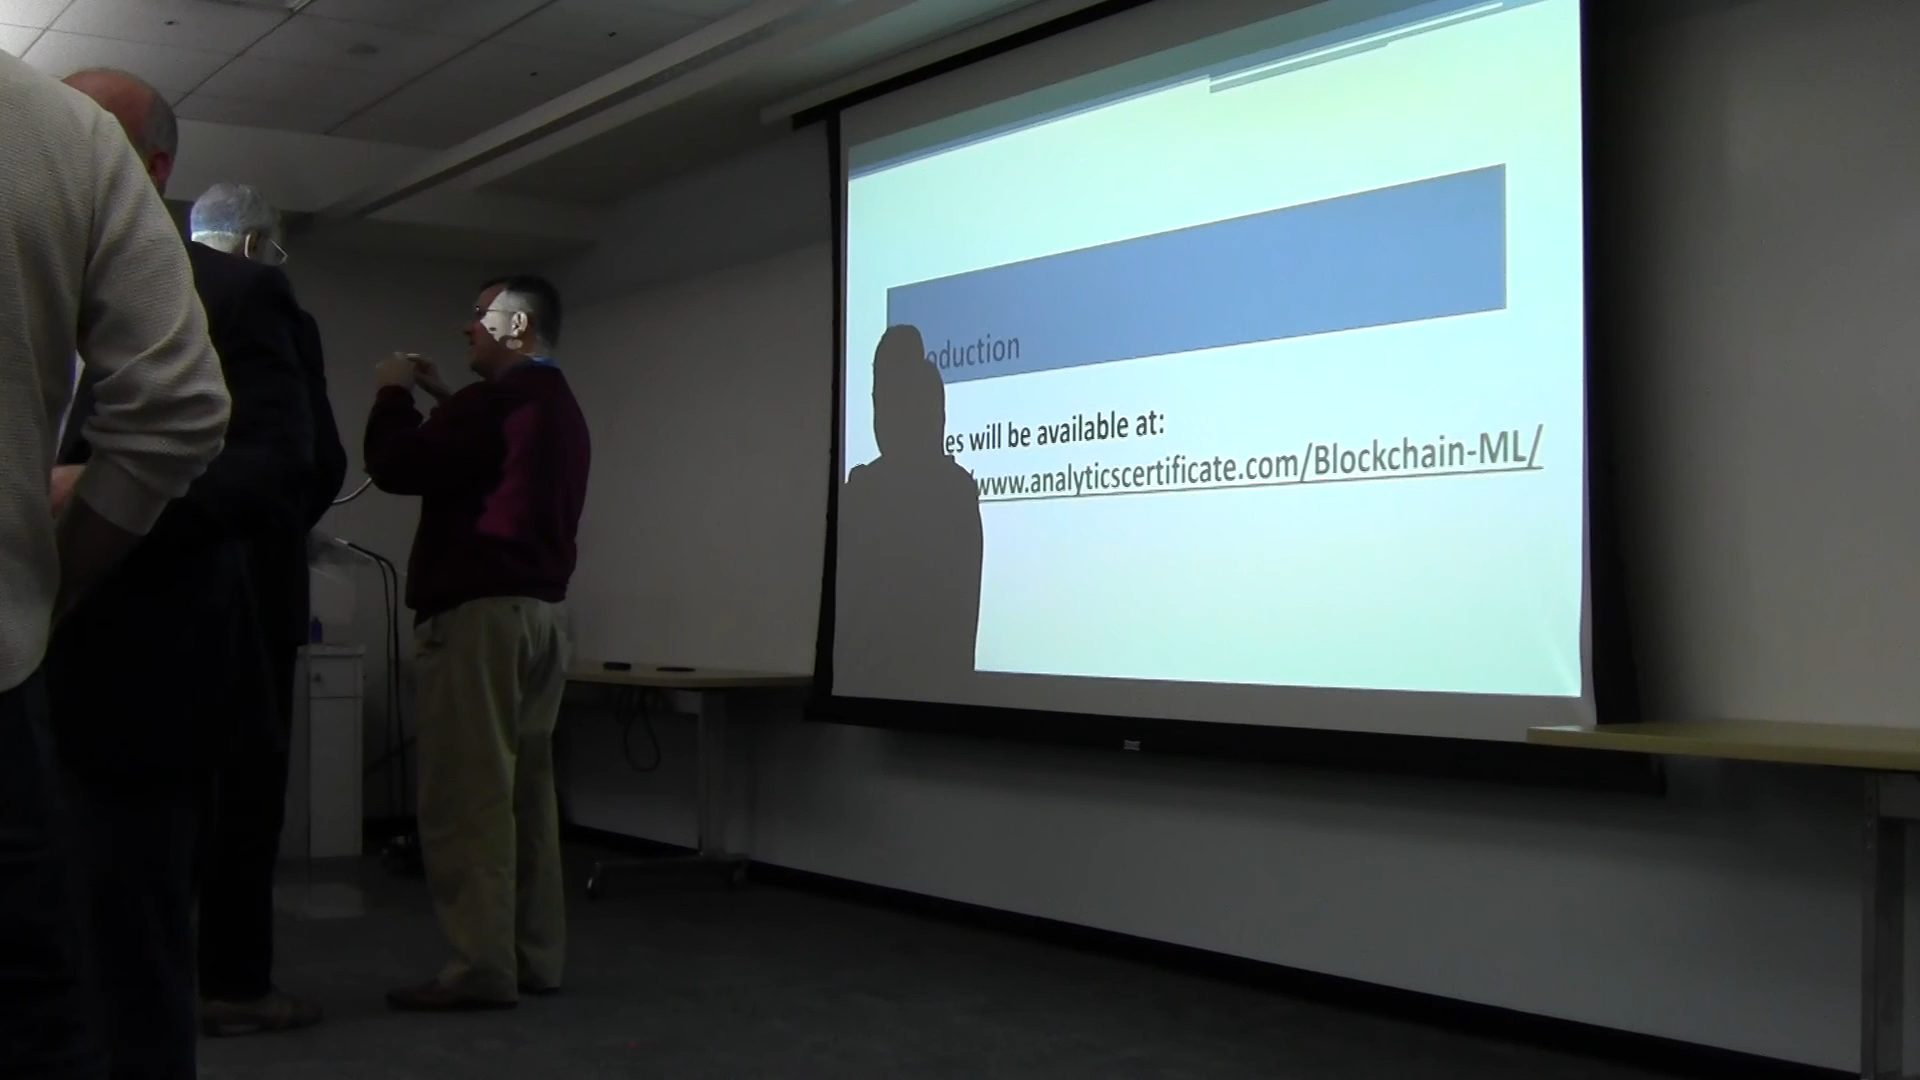 oduction
es will be available at:
/www.analyticscertificate.com/Blockchain-ML/